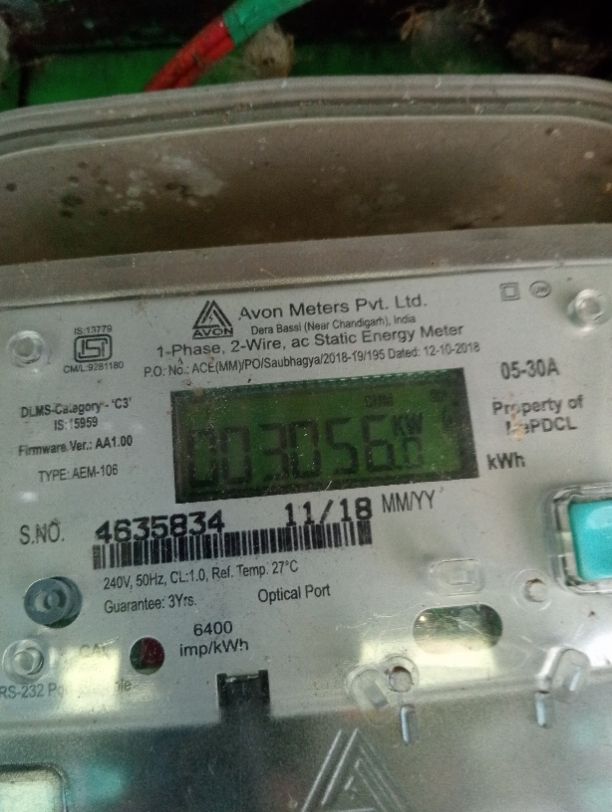 Avon Meters Pvt. Ltd.
AVON
Dera Bassi (Near Chandigarh), India
1-Phase, 2-Wire, ac Static Energy Meter
P.O. No.: ACE(MM)/PO/Saubhagya/2018-19/195 Dated: 12-10-2018
IS:13779
ISI
CM/L:9281180
DLMS-Category - 'C3'
IS:15959
Firmware Ver.: AA1.00
TYPE: AEM-106
05-30A
Property of
PDCL
003056
KW
kWh
S.NO. 4635834 11/18 MM/YY
240V, 50Hz, CL:1.0, Ref. Temp. 27°C
Guarantee: 3Yrs. Optical Port
6400
imp/kWh
CAL
RS-232